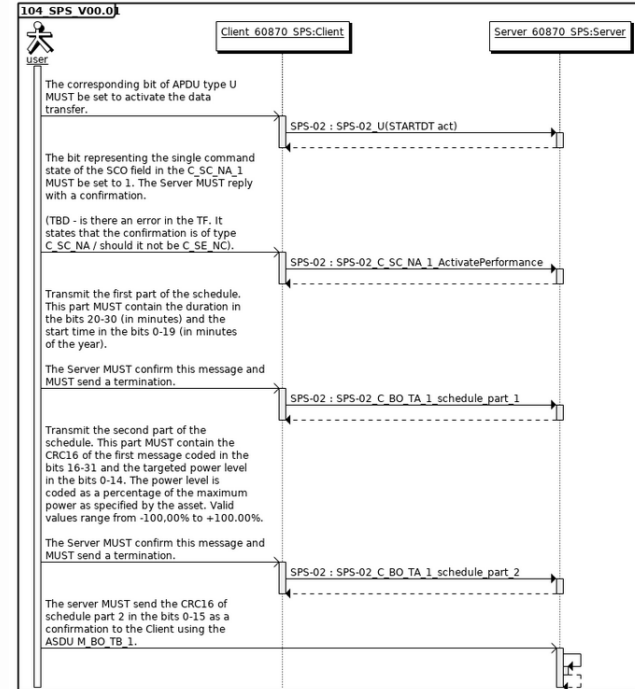 104_SPS_V00.01
Client_60870_SPS:Client
Server_60870_SPS:Server
user
The corresponding bit of APDU type U
MUST be set to activate the data
transfer.
SPS-02 : SPS-02_U(STARTDT act)
The bit representing the single command
state of the SCO field in the C_SC_NA_1
MUST be set to 1. The Server MUST reply
with a confirmation.
(TBD - is there an error in the TF. It
states that the confirmation is of type
C_SC_NA / should it not be C_SE_NC).
SPS-02 : SPS-02_C_SC_NA_1_ActivatePerformance
Transmit the first part of the schedule.
This part MUST contain the duration in
the bits 20-30 (in minutes) and the
start time in the bits 0-19 (in minutes
of the year).
The Server MUST confirm this message and
MUST send a termination.
SPS-02 : SPS-02_C_BO_TA_1_schedule_part_1
Transmit the second part of the
schedule. This part MUST contain the
CRC16 of the first message coded in the
bits 16-31 and the targeted power level
in the bits 0-14. The power level is
coded as a percentage of the maximum
power as specified by the asset. Valid
values range from -100,00% to +100.00%.
The Server MUST confirm this message and
MUST send a termination.
SPS-02 : SPS-02_C_BO_TA_1_schedule_part_2
The server MUST send the CRC16 of
schedule part 2 in the bits 0-15 as a
confirmation to the Client using the
ASDU M_BO_TB_1.